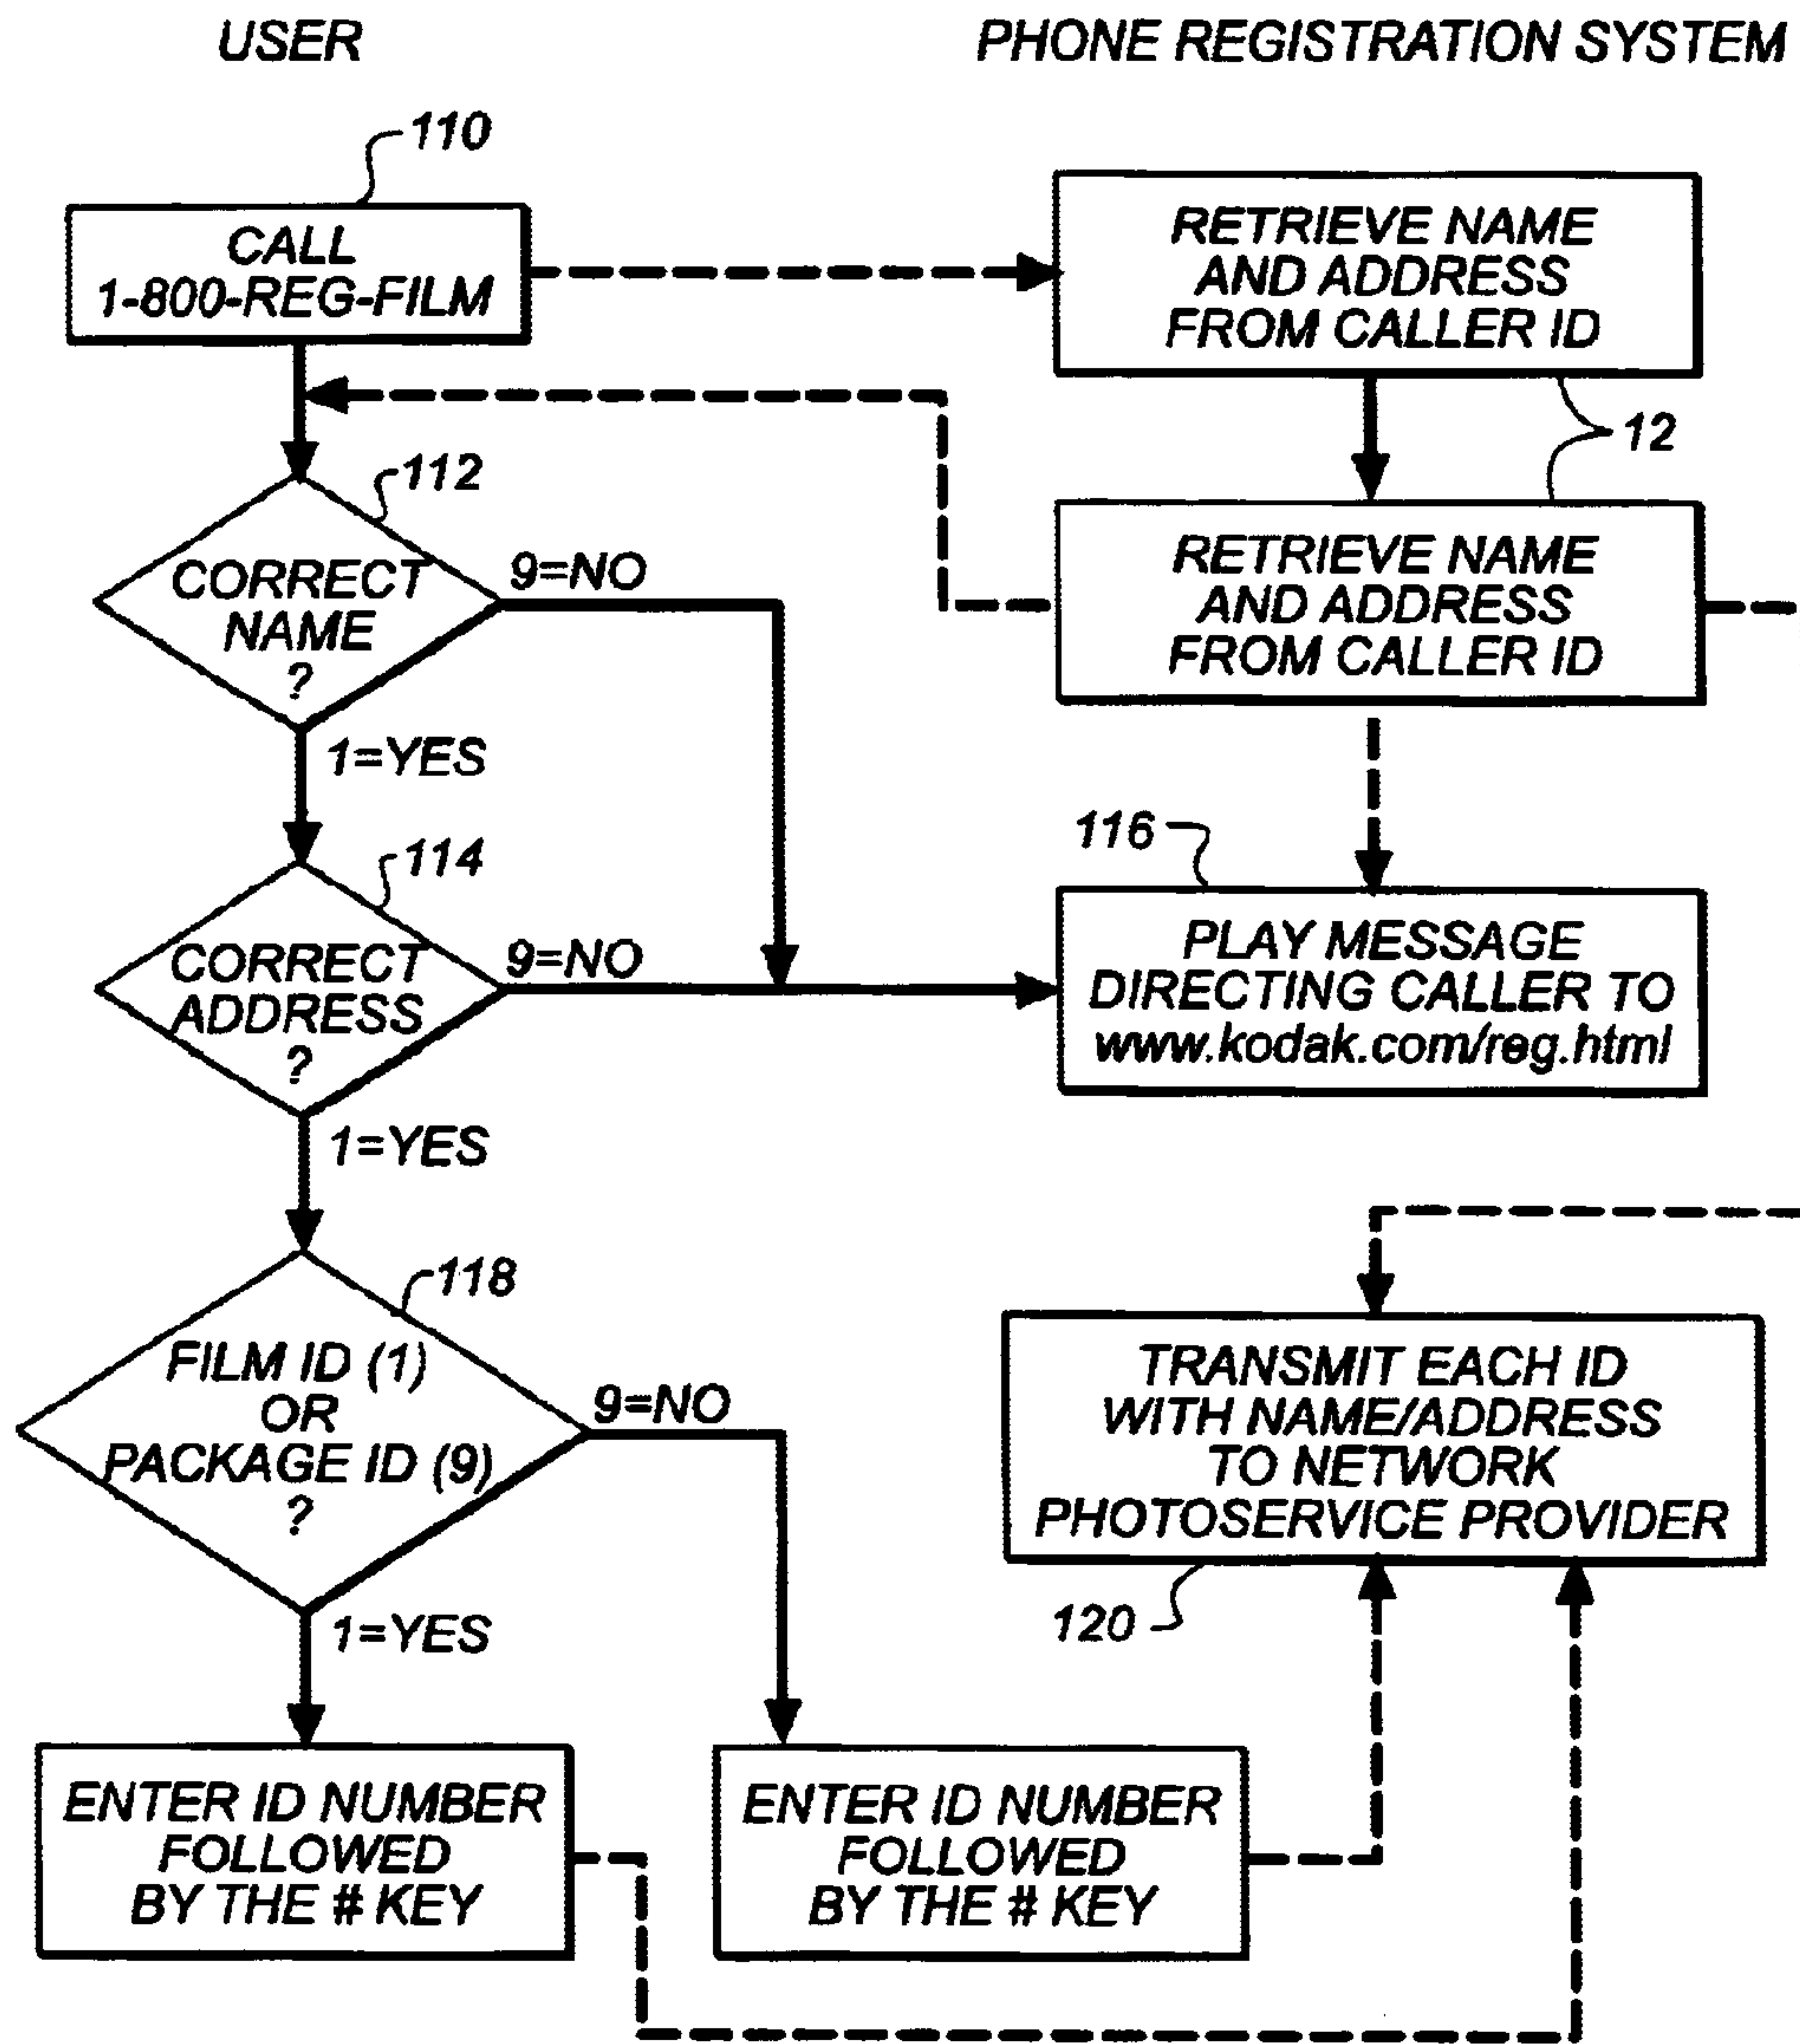 USER
PHONE REGISTRATION SYSTEM
110
CALL
1-800-REG-FILM
RETRIEVE NAME
AND ADDRESS
FROM CALLER ID
12
112
CORRECT
NAME
?
9=NO
1=YES
RETRIEVE NAME
AND ADDRESS
FROM CALLER ID
114
CORRECT
ADDRESS
?
9=NO
1=YES
116
PLAY MESSAGE
DIRECTING CALLER TO
www.kodak.com/reg.html
118
FILM ID (1)
OR
PACKAGE ID (9)
?
9=NO
1=YES
TRANSMIT EACH ID
WITH NAME/ADDRESS
TO NETWORK
PHOTOSERVICE PROVIDER
120
ENTER ID NUMBER
FOLLOWED
BY THE # KEY
ENTER ID NUMBER
FOLLOWED
BY THE # KEY